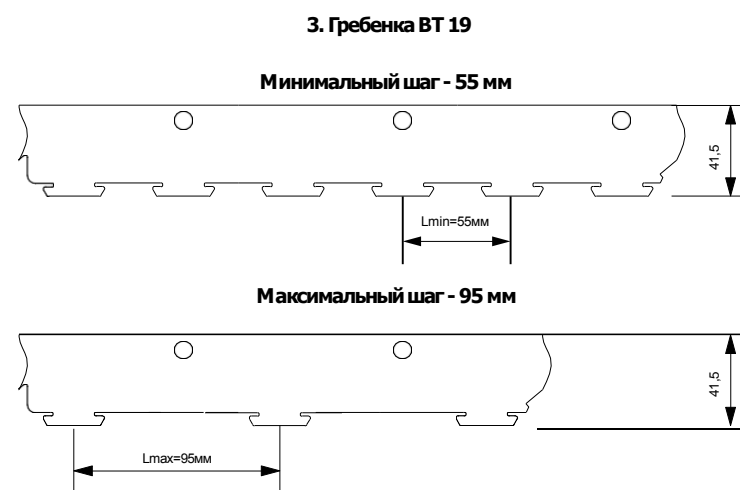 3. Гребенка ВТ 19
Минимальный шаг - 55 мм
41,5
Lmin=55мм
Максимальный шаг - 95 мм
41,5
Lmax=95мм